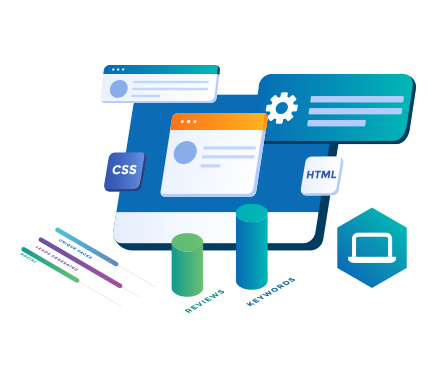 CSS
HTML
UNIQUE PAGES
LEADS GENERATED
SOCIAL
REVIEWS
KEYWORDS